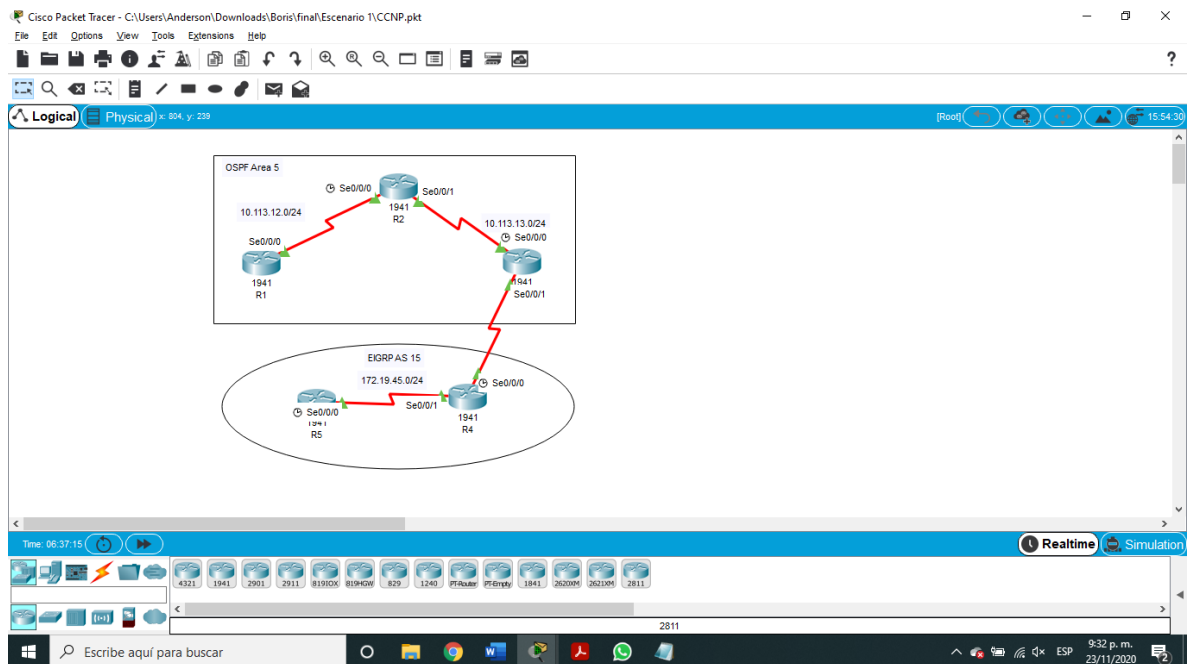 Cisco Packet Tracer - C:\Users\Anderson\Downloads\Boris\final\Escenario 1\CCNP.pkt
File Edit Options View Tools Extensions Help
?
Logical Physical x: 804, y: 239 [Root] 15:54:30
OSPF Area 5
Se0/0/0
Se0/0/1
1941
R2
10.113.12.0/24
10.113.13.0/24
Se0/0/0
Se0/0/0
1941
R1
1941
Se0/0/1
EIGRP AS 15
172.19.45.0/24
Se0/0/0
Se0/0/1
Se0/0/0
1941
R5
1941
R4
Time: 06:37:15 Realtime Simulation
4321 1941 2901 2911 819IOX 819HGW 829 1240 PT-Router PT-Empty 1841 2620XM 2621XM 2811
2811
Escribe aquí para buscar
ESP
9:32 p. m.
23/11/2020
2